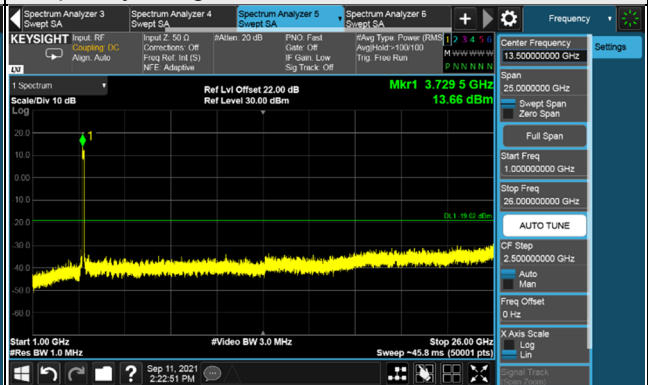 Spectrum Analyzer 3
Swept SA
Spectrum Analyzer 4
Swept SA
Spectrum Analyzer 5
Swept SA
Spectrum Analyzer 6
Swept SA
+
Frequency
KEYSIGHT
Input: RF
Coupling: DC
Align: Auto
Input Z: 50 Ω
Corrections: Off
Freq Ref: Int (S)
NFE: Adaptive
#Atten: 20 dB
PNO: Fast
Gate: Off
IF Gain: Low
Sig Track: Off
#Avg Type: Power (RMS)
Avg|Hold:>100/100
Trig: Free Run
1 2 3 4 5 6
M W W W W W
P N N N N N
LXI
1 Spectrum
Scale/Div 10 dB
Log
Ref Lvl Offset 22.00 dB
Ref Level 30.00 dBm
Mkr1 3.729 5 GHz
13.66 dBm
1
20.0
10.0
0.00
-10.0
-20.0
-30.0
-40.0
-50.0
-60.0
DL1 -19.02 dBm
Start 1.00 GHz
#Res BW 1.0 MHz
#Video BW 3.0 MHz
Stop 26.00 GHz
Sweep ~45.8 ms (50001 pts)
Sep 11, 2021
2:22:51 PM
?
Center Frequency
13.500000000 GHz
Settings
Span
25.0000000 GHz
Swept Span
Zero Span
Full Span
Start Freq
1.000000000 GHz
Stop Freq
26.000000000 GHz
AUTO TUNE
CF Step
2.500000000 GHz
Auto
Man
Freq Offset
0 Hz
X Axis Scale
Log
Lin
Signal Track
(Span Zoom)